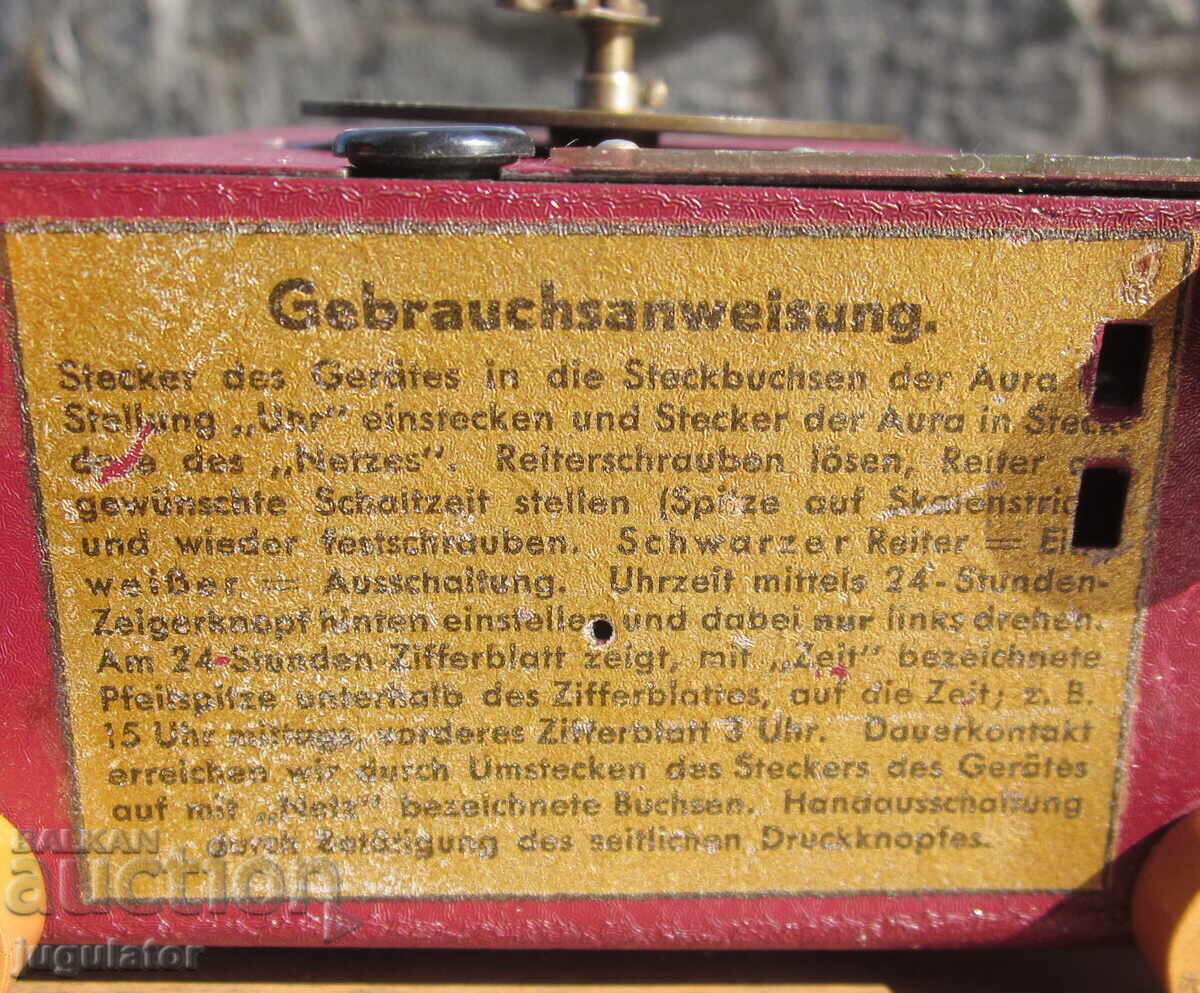 Gebrauchsanweisung.
Stecker des Gerätes in die Steckbuchsen der Aura
Stellung „Uhr" einstecken und Stecker der Aura in Steck-
des „Netzes". Reiterschrauben lösen, Reiter
gewünschte Schaltzeit stellen (Spitze auf Skalenstrich
und wieder festschrauben. Schwarzer Reiter =
weißer = Ausschaltung. Uhrzeit mittels 24-Stunden-
Zeigerknopf hinten einstellen und dabei nur links drehen.
Am 24-Stunden-Zifferblatt zeigt, mit „Zeit" bezeichnete
Pfeilspitze unterhalb des Zifferblattes, auf die Zeit; z. B.
15 Uhr mittags, vorderes Zifferblatt 3 Uhr. Dauerkontakt
erreichen wir durch Umstecken des Steckers des Gerätes
auf mit „Netz" bezeichnete Buchsen. Handausschaltung
durch Betätigung des seitlichen Druckknopfes.
BALKAN
auction
jugulator